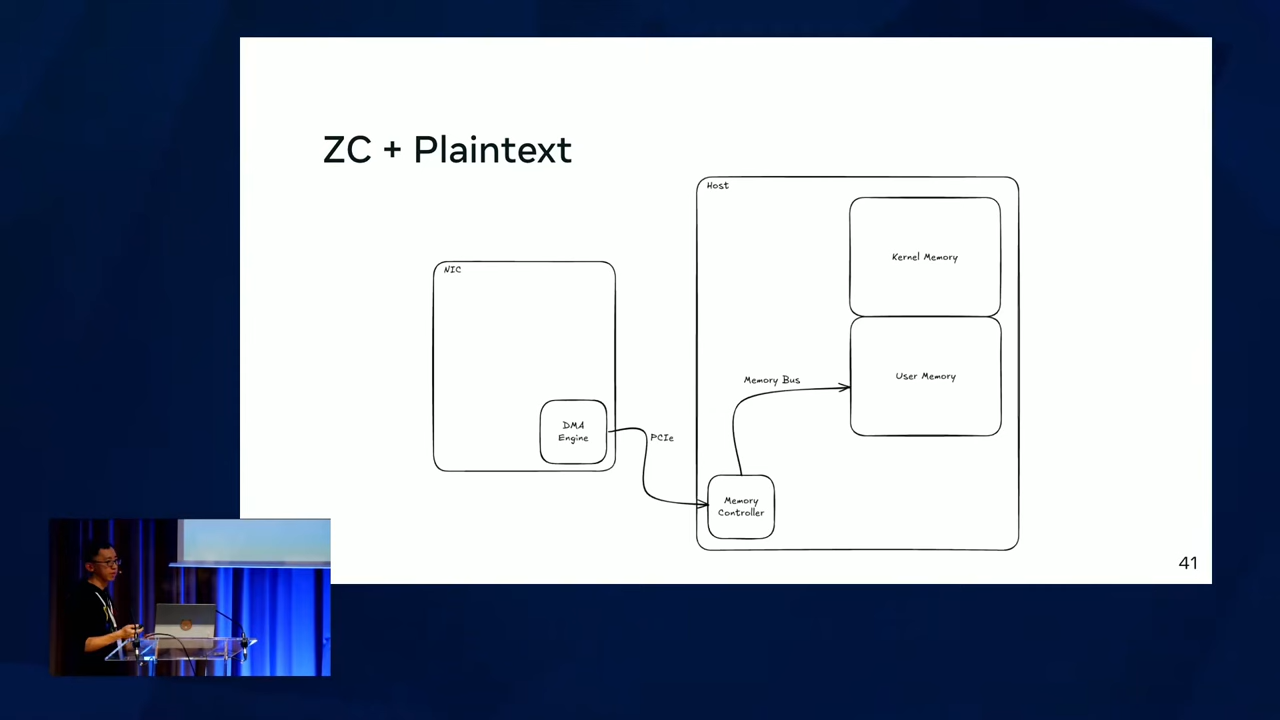 ZC + Plaintext
Host
Kernel Memory
NIC
User Memory
Memory Bus
DMA
Engine
PCIe
Memory
Controller
41